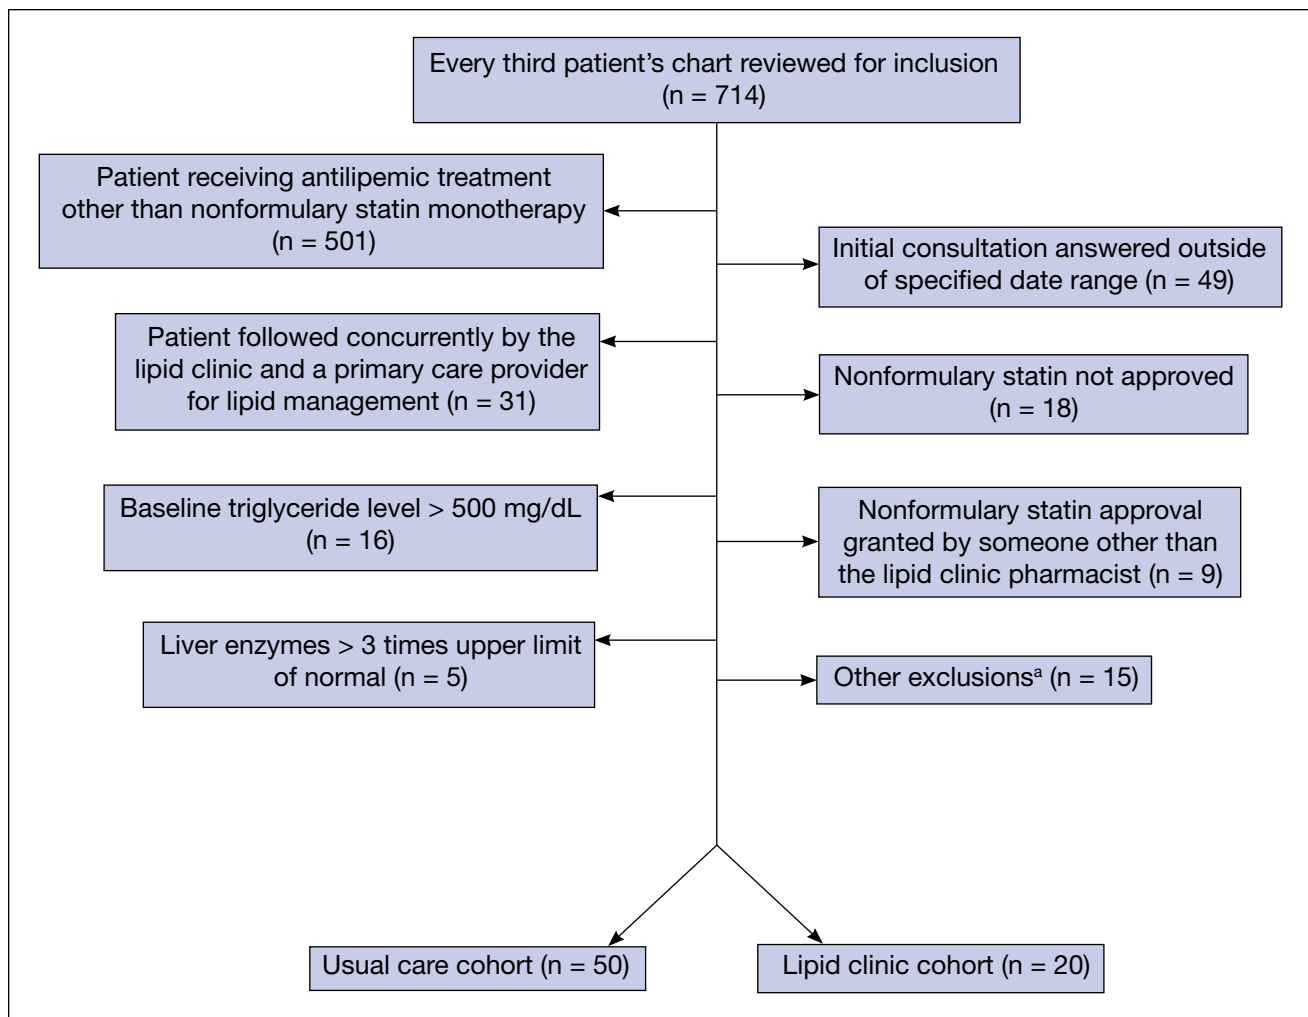 Every third patient’s chart reviewed for inclusion
(n = 714)
Patient receiving antilipemic treatment
other than nonformulary statin monotherapy
(n = 501)
Initial consultation answered outside
of specified date range (n = 49)
Patient followed concurrently by the
lipid clinic and a primary care provider
for lipid management (n = 31)
Nonformulary statin not approved
(n = 18)
Baseline triglyceride level > 500 mg/dL
(n = 16)
Nonformulary statin approval
granted by someone other than
the lipid clinic pharmacist (n = 9)
Liver enzymes > 3 times upper limit
of normal (n = 5)
Other exclusionsᵃ (n = 15)
Usual care cohort (n = 50)
Lipid clinic cohort (n = 20)